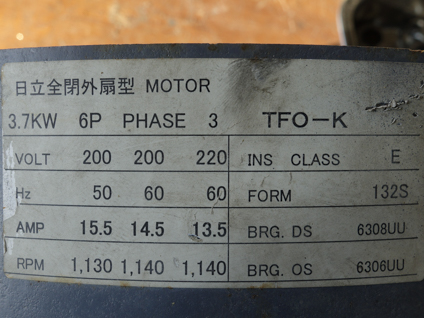 日立全閉外扇型 MOTOR
3.7KW 6P PHASE 3 TFO-K
VOLT 200 200 220 INS CLASS E
Hz 50 60 60 FORM 132S
AMP 15.5 14.5 13.5 BRG. DS 6308UU
RPM 1,130 1,140 1,140 BRG. OS 6306UU